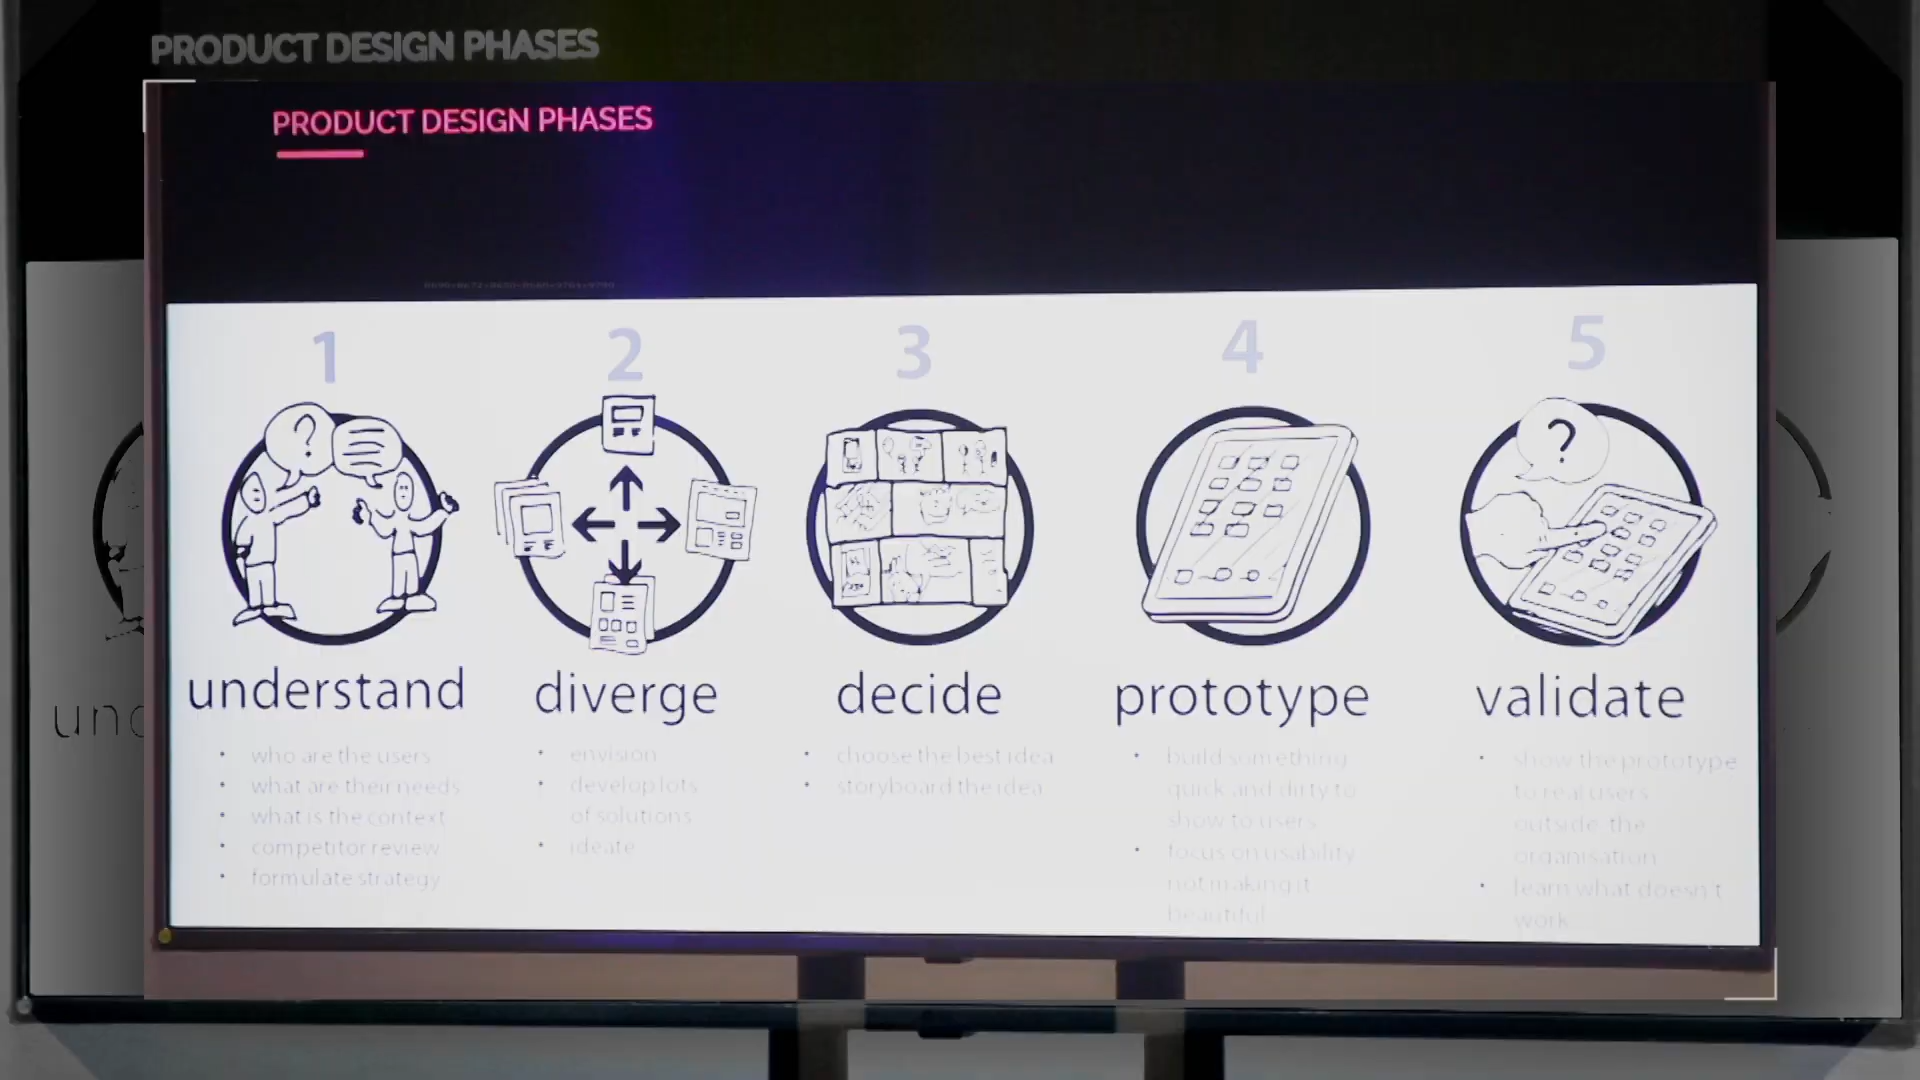 PRODUCT DESIGN PHASES
PRODUCT DESIGN PHASES
1
2
3
4
5
understand
diverge
decide
prototype
validate
• who are the users
• what are their needs
• what is the context
• competitor review
• formulate strategy
• envision
• develop lots
of solutions
• ideate
• choose the best idea
• storyboard the idea
• build something
quick and dirty to
show to users
• focus on usability
not making it
beautiful
• show the prototype
to real users
outside the
organisation
• learn what doesn't
work
und